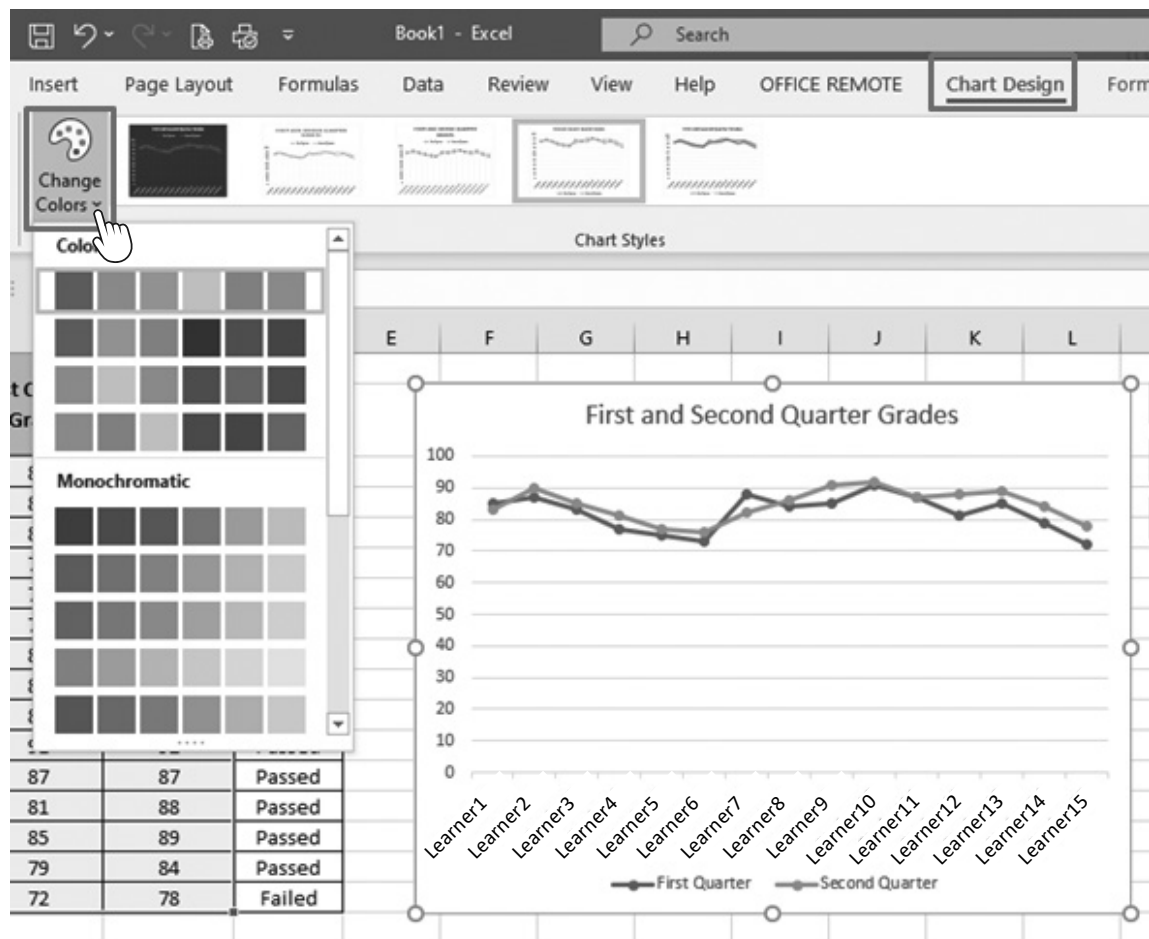 Book1 - Excel
Search
Insert Page Layout Formulas Data Review View Help OFFICE REMOTE Chart Design Form
Change
Colors
Chart Styles
Color
E F G H I J K L
t C
Gr
First and Second Quarter Grades
100
90
80
70
60
50
40
30
20
10
0
Monochromatic
87 87 Passed
81 88 Passed
85 89 Passed
79 84 Passed
72 78 Failed
Learner1 Learner2 Learner3 Learner4 Learner5 Learner6 Learner7 Learner8 Learner9 Learner10 Learner11 Learner12 Learner13 Learner14 Learner15
First Quarter Second Quarter